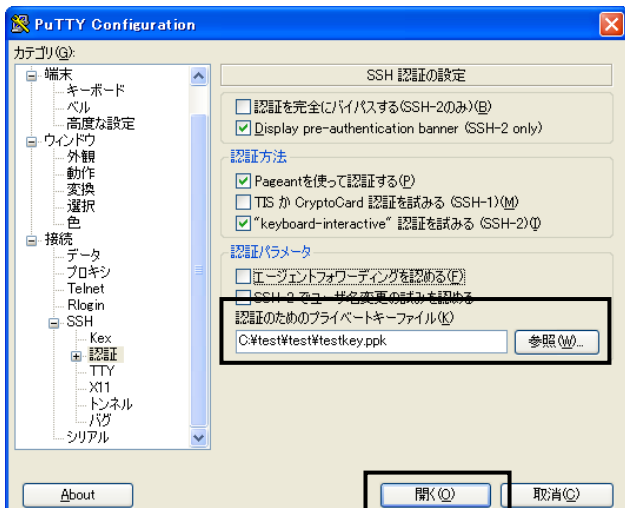 PuTTY Configuration
カテゴリ(G):
端末
キーボード
ベル
高度な設定
ウィンドウ
外観
動作
変換
選択
色
接続
データ
プロキシ
Telnet
Rlogin
SSH
Kex
認証
TTY
X11
トンネル
バグ
シリアル
SSH 認証の設定
認証を完全にバイパスする(SSH-2のみ)(B)
Display pre-authentication banner (SSH-2 only)
認証方法
Pageantを使って認証する(P)
TIS か CryptoCard 認証を試みる (SSH-1)(M)
"keyboard-interactive" 認証を試みる (SSH-2)(I)
認証パラメータ
エージェントフォワーディングを認める(F)
SSH-2 でユーザ名変更の試みを認める
認証のためのプライベートキーファイル(K)
C:¥test¥test¥testkey.ppk
参照(W)...
About
開く(O)
取消(C)